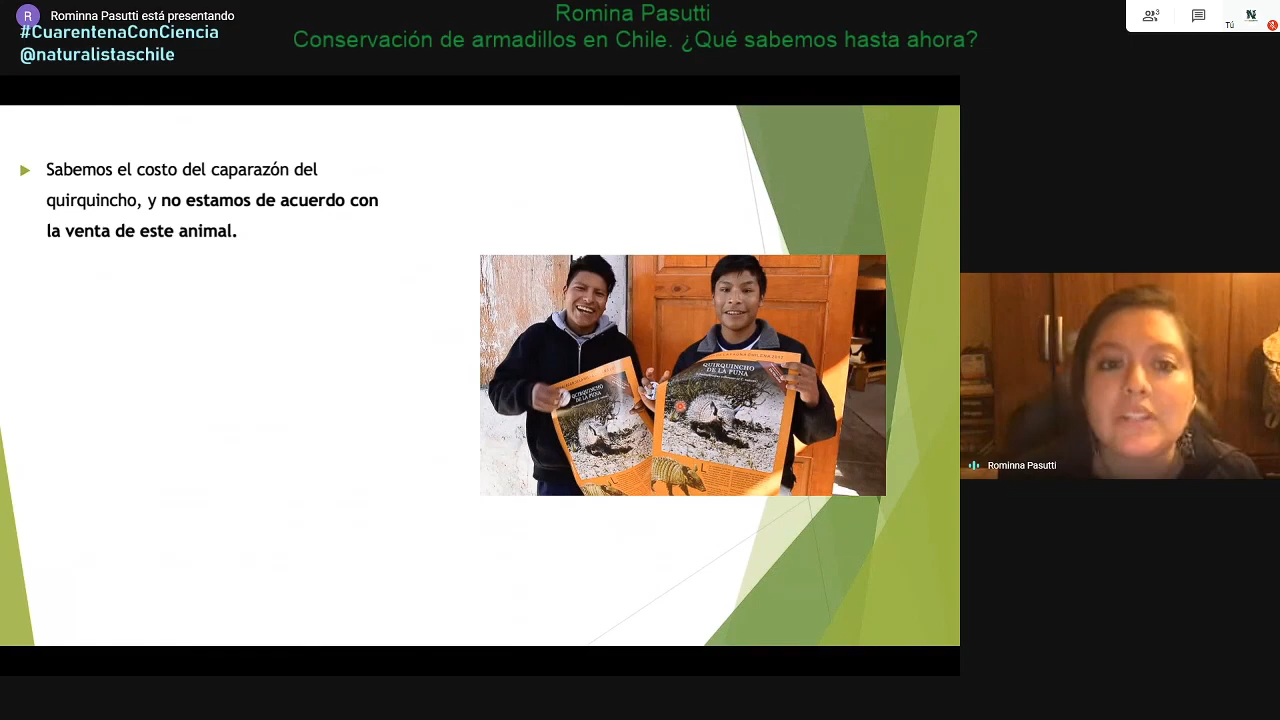 R
Rominna Pasutti está presentando
#CuarentenaConCiencia
@naturalistaschile
Romina Pasutti
Conservación de armadillos en Chile. ¿Qué sabemos hasta ahora?
3
Tú
Sabemos el costo del caparazón del
quirquincho, y no estamos de acuerdo con
la venta de este animal.
QUIRQUINCHO
DE LA PUNA
QUIRQUINCHO
DE LA PUNA
Rominna Pasutti